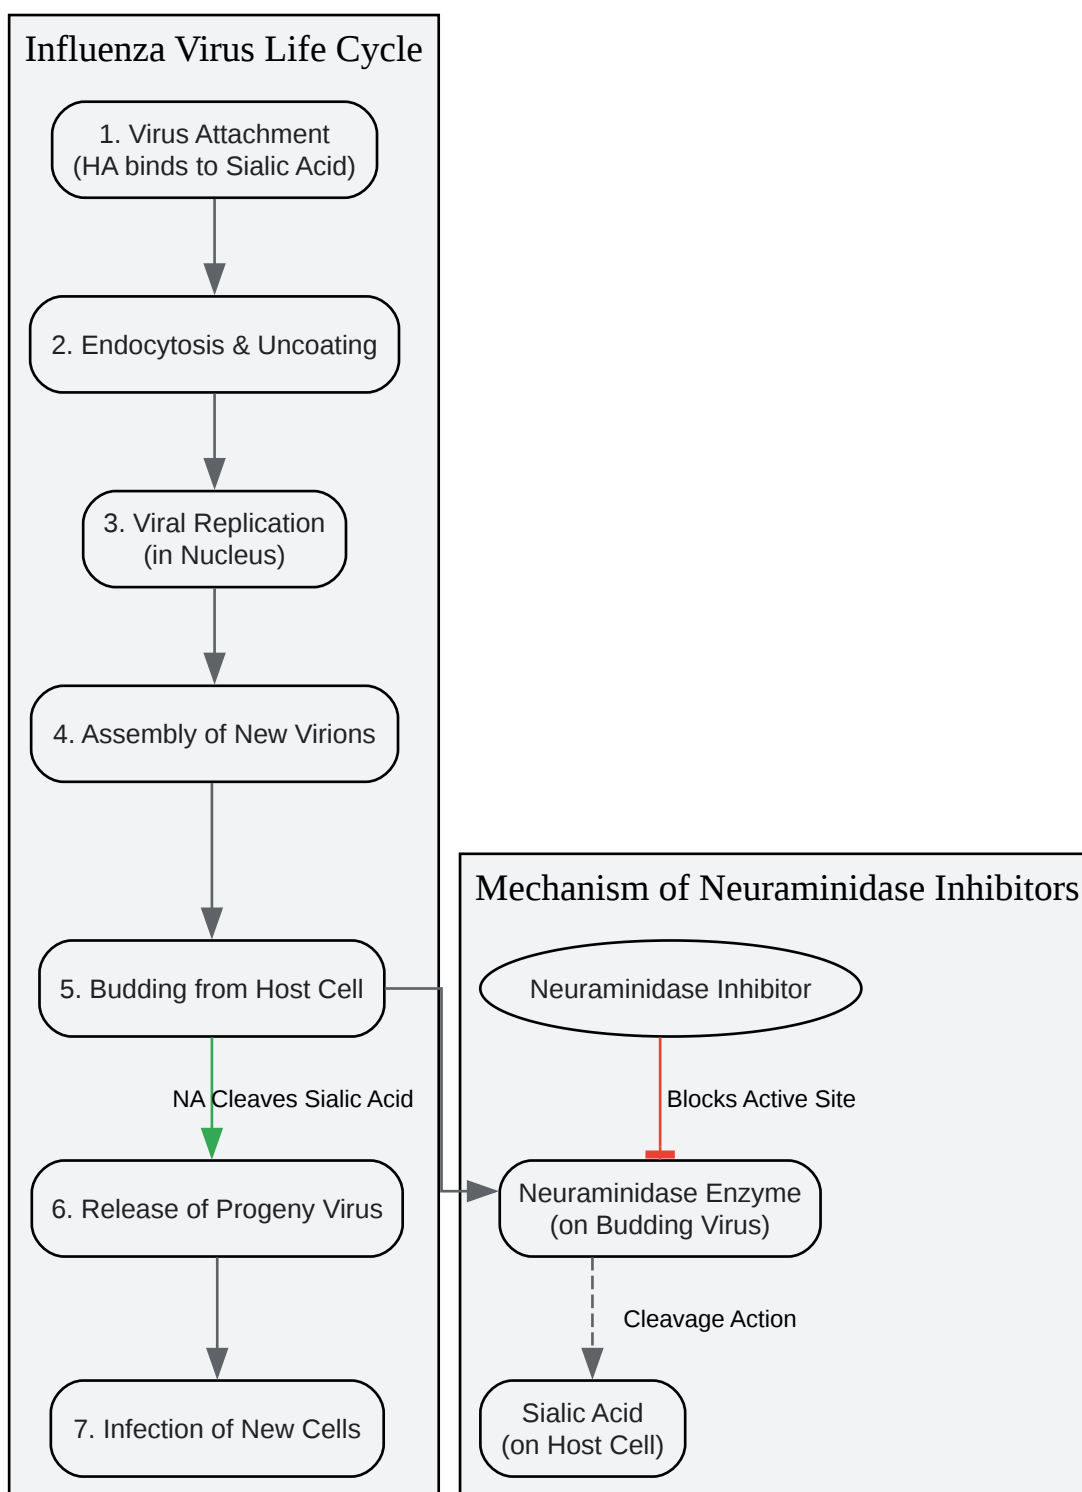 Influenza Virus Life Cycle
1. Virus Attachment
(HA binds to Sialic Acid)
2. Endocytosis & Uncoating
3. Viral Replication
(in Nucleus)
4. Assembly of New Virions
5. Budding from Host Cell
NA Cleaves Sialic Acid
6. Release of Progeny Virus
7. Infection of New Cells
Mechanism of Neuraminidase Inhibitors
Neuraminidase Inhibitor
Blocks Active Site
Neuraminidase Enzyme
(on Budding Virus)
Cleavage Action
Sialic Acid
(on Host Cell)